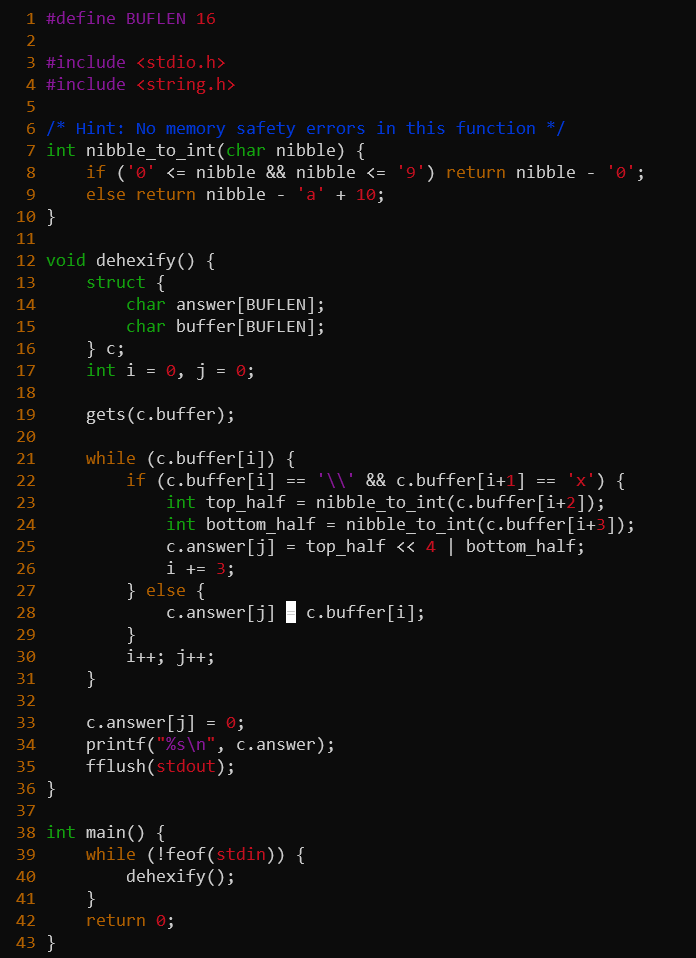 1 #define BUFLEN 16
2
3 #include <stdio.h>
4 #include <string.h>
5
6 /* Hint: No memory safety errors in this function */
7 int nibble_to_int(char nibble) {
8     if ('0' <= nibble && nibble <= '9') return nibble - '0';
9     else return nibble - 'a' + 10;
10 }
11
12 void dehexify() {
13     struct {
14         char answer[BUFLEN];
15         char buffer[BUFLEN];
16     } c;
17     int i = 0, j = 0;
18
19     gets(c.buffer);
20
21     while (c.buffer[i]) {
22         if (c.buffer[i] == '\\' && c.buffer[i+1] == 'x') {
23             int top_half = nibble_to_int(c.buffer[i+2]);
24             int bottom_half = nibble_to_int(c.buffer[i+3]);
25             c.answer[j] = top_half << 4 | bottom_half;
26             i += 3;
27         } else {
28             c.answer[j] = c.buffer[i];
29         }
30         i++; j++;
31     }
32
33     c.answer[j] = 0;
34     printf("%s\n", c.answer);
35     fflush(stdout);
36 }
37
38 int main() {
39     while (!feof(stdin)) {
40         dehexify();
41     }
42     return 0;
43 }